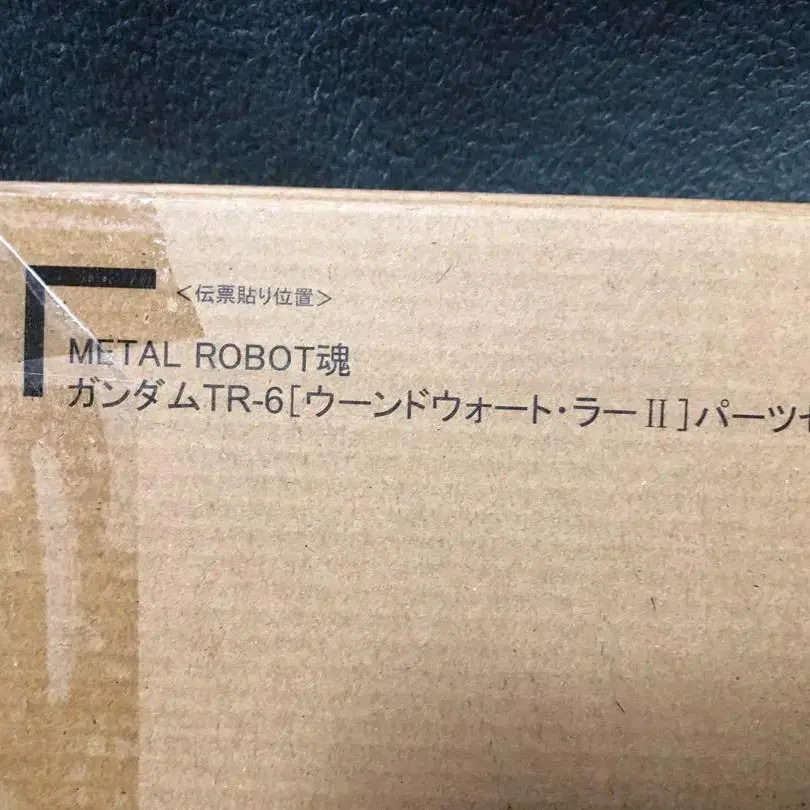 <伝票貼り位置>
METAL ROBOT魂
ガンダムTR-6[ウーンドウォート・ラーⅡ]パーツセ